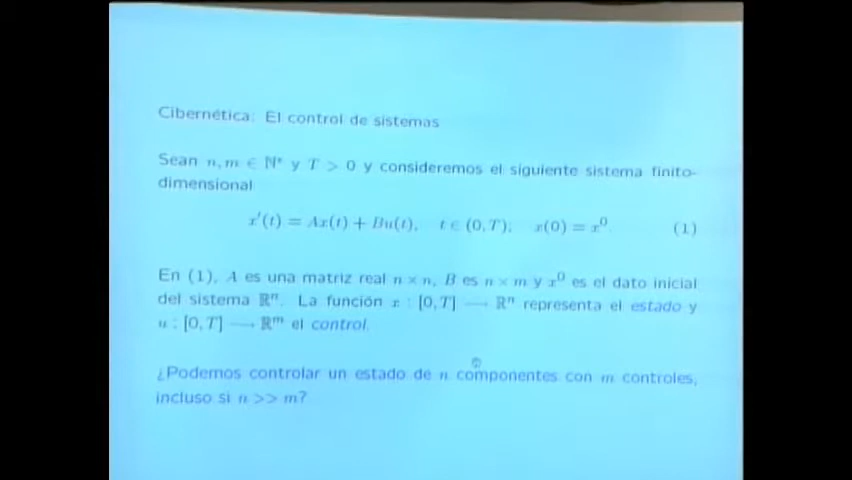 Cibernética: El control de sistemas
Sean n, m ∈ ℕ* y T > 0 y consideremos el siguiente sistema finito-
dimensional
x′(t) = Ax(t) + Bu(t), t ∈ (0, T); x(0) = x⁰. (1)
En (1), A es una matriz real n × n, B es n × m y x⁰ es el dato inicial
del sistema ℝⁿ. La función x : [0, T] ⟶ ℝⁿ representa el estado y
u : [0, T] ⟶ ℝᵐ el control.
¿Podemos controlar un estado de n componentes con m controles,
incluso si n >> m?